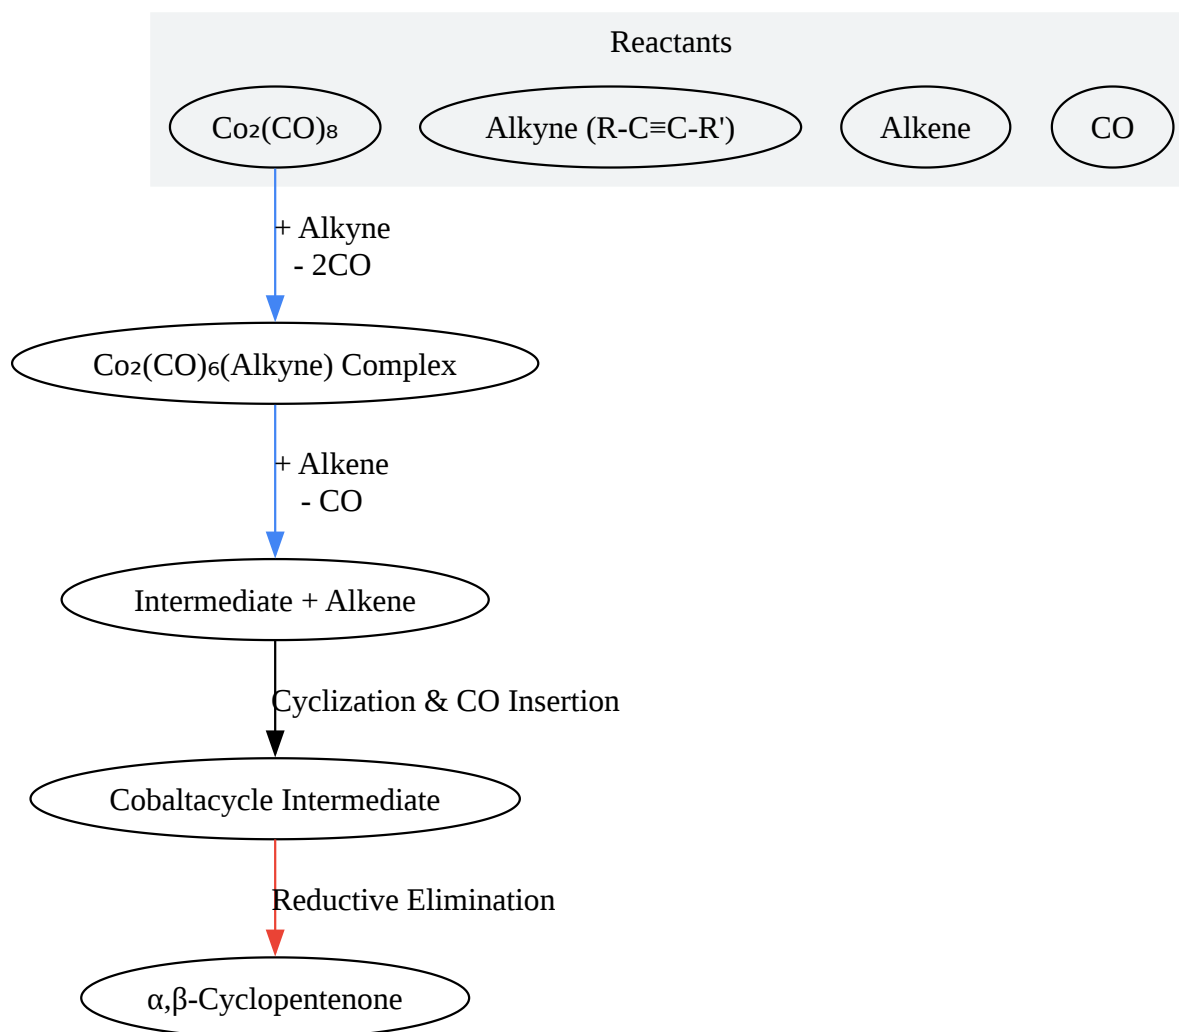 Reactants
Co₂(CO)₈
Alkyne (R-C≡C-R')
Alkene
CO
+ Alkyne
- 2CO
Co₂(CO)₆(Alkyne) Complex
+ Alkene
- CO
Intermediate + Alkene
Cyclization & CO Insertion
Cobaltacycle Intermediate
Reductive Elimination
α,β-Cyclopentenone